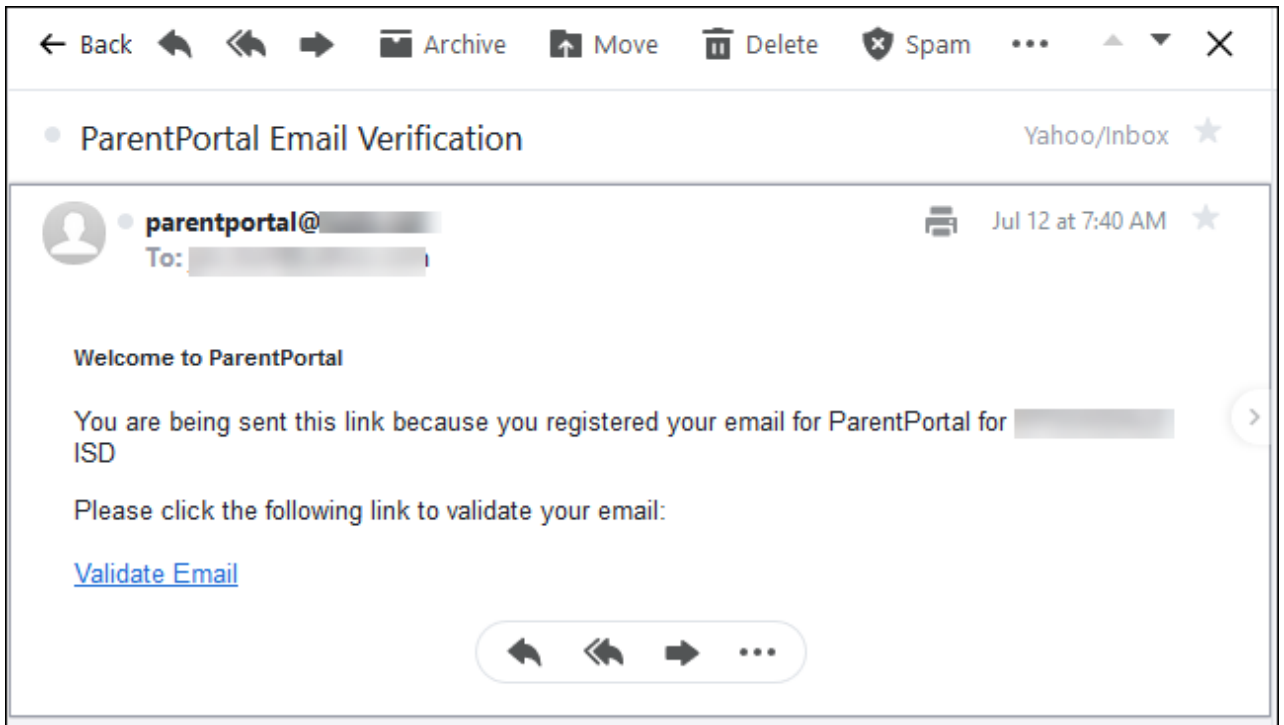 Back Archive Move Delete Spam
ParentPortal Email Verification Yahoo/Inbox
parentportal@ Jul 12 at 7:40 AM
To:
Welcome to ParentPortal
You are being sent this link because you registered your email for ParentPortal for
ISD
Please click the following link to validate your email:
Validate Email